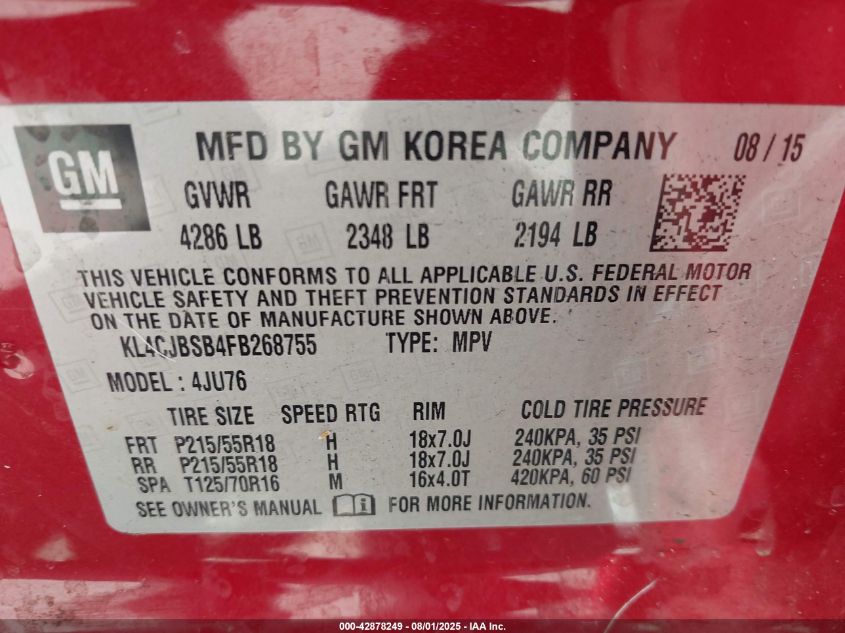 GM
MFD BY GM KOREA COMPANY 08 / 15
GVWR GAWR FRT GAWR RR
4286 LB 2348 LB 2194 LB
THIS VEHICLE CONFORMS TO ALL APPLICABLE U.S. FEDERAL MOTOR
VEHICLE SAFETY AND THEFT PREVENTION STANDARDS IN EFFECT
ON THE DATE OF MANUFACTURE SHOWN ABOVE.
KL4CJBSB4FB268755 TYPE: MPV
MODEL : 4JU76
TIRE SIZE SPEED RTG RIM COLD TIRE PRESSURE
FRT P215/55R18 H 18x7.0J 240KPA, 35 PSI
RR P215/55R18 H 18x7.0J 240KPA, 35 PSI
SPA T125/70R16 M 16x4.0T 420KPA, 60 PSI
SEE OWNER'S MANUAL i FOR MORE INFORMATION.
000-42878249 - 08/01/2025 - IAA Inc.